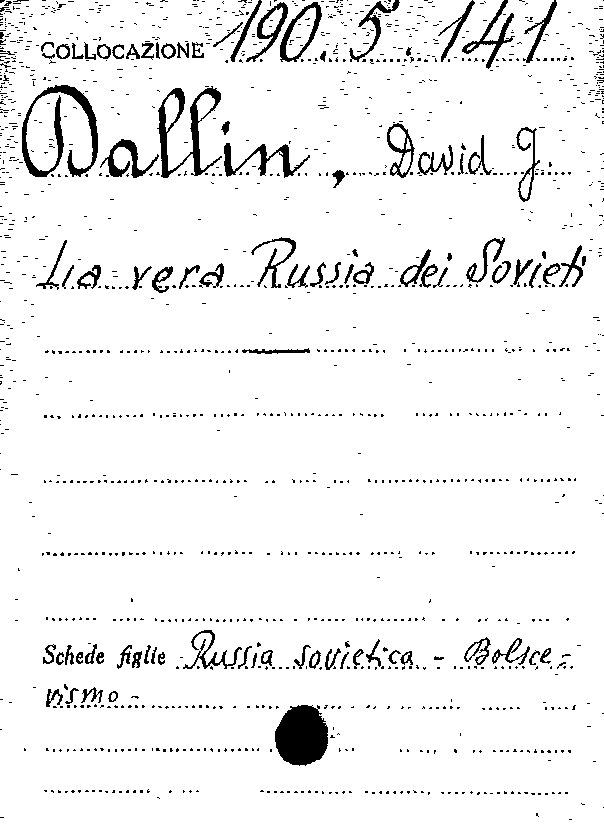 COLLOCAZIONE 190.5.141
Dallin, David J.
La vera Russia dei Sovieti
Schede figlie Russia sovietica - Bolsce=
vismo -